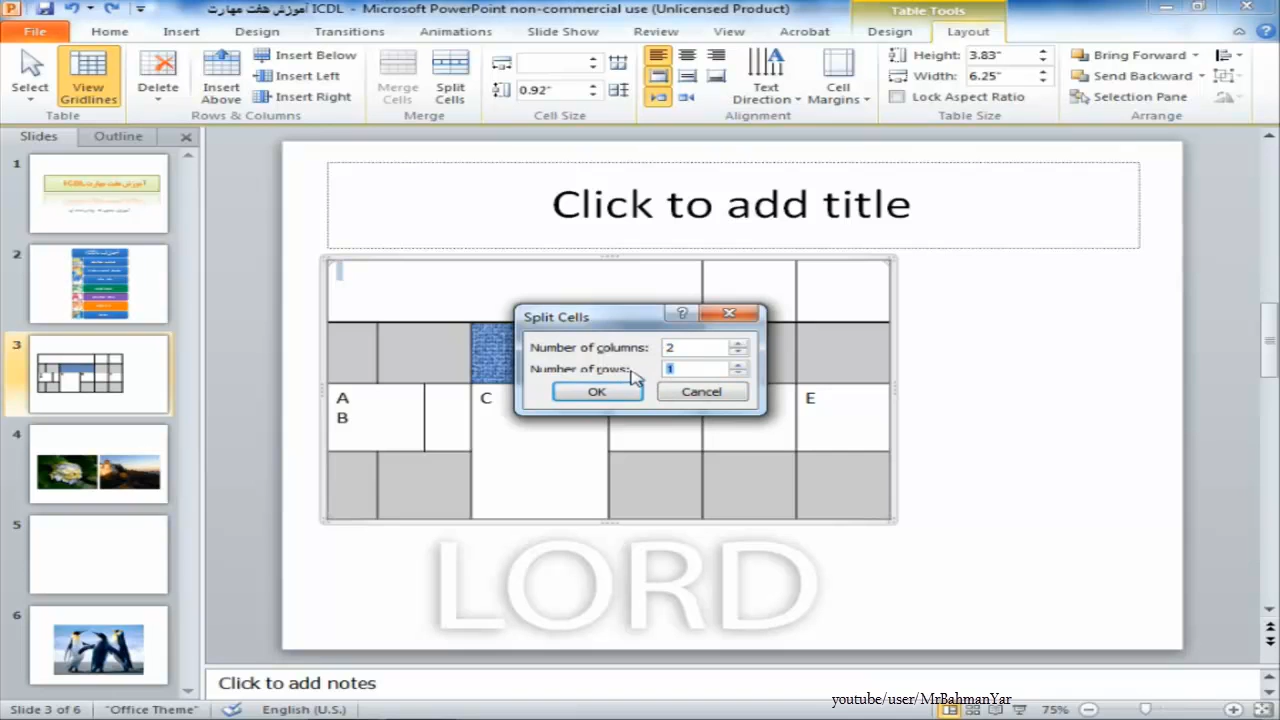 آموزش هفت مهارت ICDL - Microsoft PowerPoint non-commercial use (Unlicensed Product)
Table Tools
File Home Insert Design Transitions Animations Slide Show Review View Acrobat Design Layout
Select
View Gridlines
Table
Delete
Insert Above
Insert Below
Insert Left
Insert Right
Rows & Columns
Merge Cells
Split Cells
Merge
0.92"
Cell Size
Text Direction
Cell Margins
Alignment
Height: 3.83"
Width: 6.25"
Lock Aspect Ratio
Table Size
Bring Forward
Send Backward
Selection Pane
Arrange
Slides Outline
1
2
3
4
5
6
Click to add title
Split Cells
Number of columns: 2
Number of rows: 1
OK Cancel
A
B
C
E
LORD
Click to add notes
youtube/user/MrBahmanYar
Slide 3 of 6 "Office Theme" English (U.S.) 75%